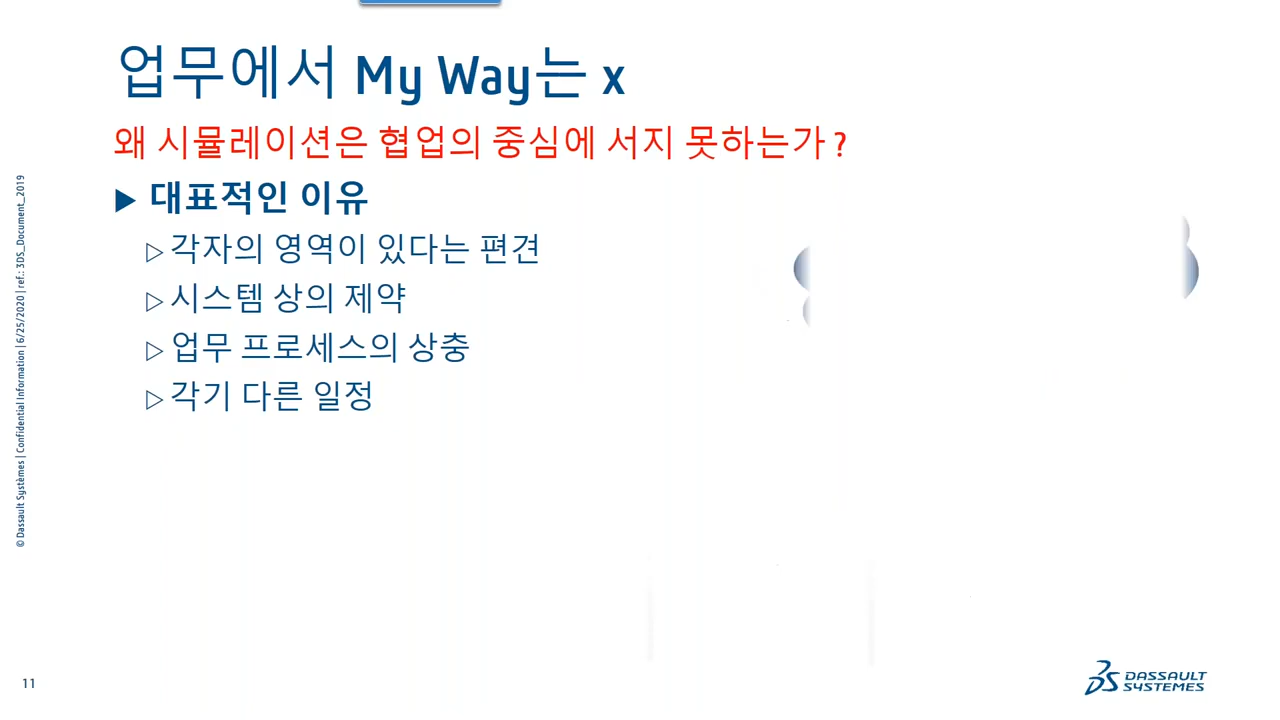 업무에서 My Way는 x
왜 시뮬레이션은 협업의 중심에 서지 못하는가?
▶ 대표적인 이유
▷ 각자의 영역이 있다는 편견
▷ 시스템 상의 제약
▷ 업무 프로세스의 상충
▷ 각기 다른 일정
© Dassault Systèmes | Confidential Information | 6/25/2020 | ref.: 3DS_Document_2019
11
DASSAULT
SYSTEMES